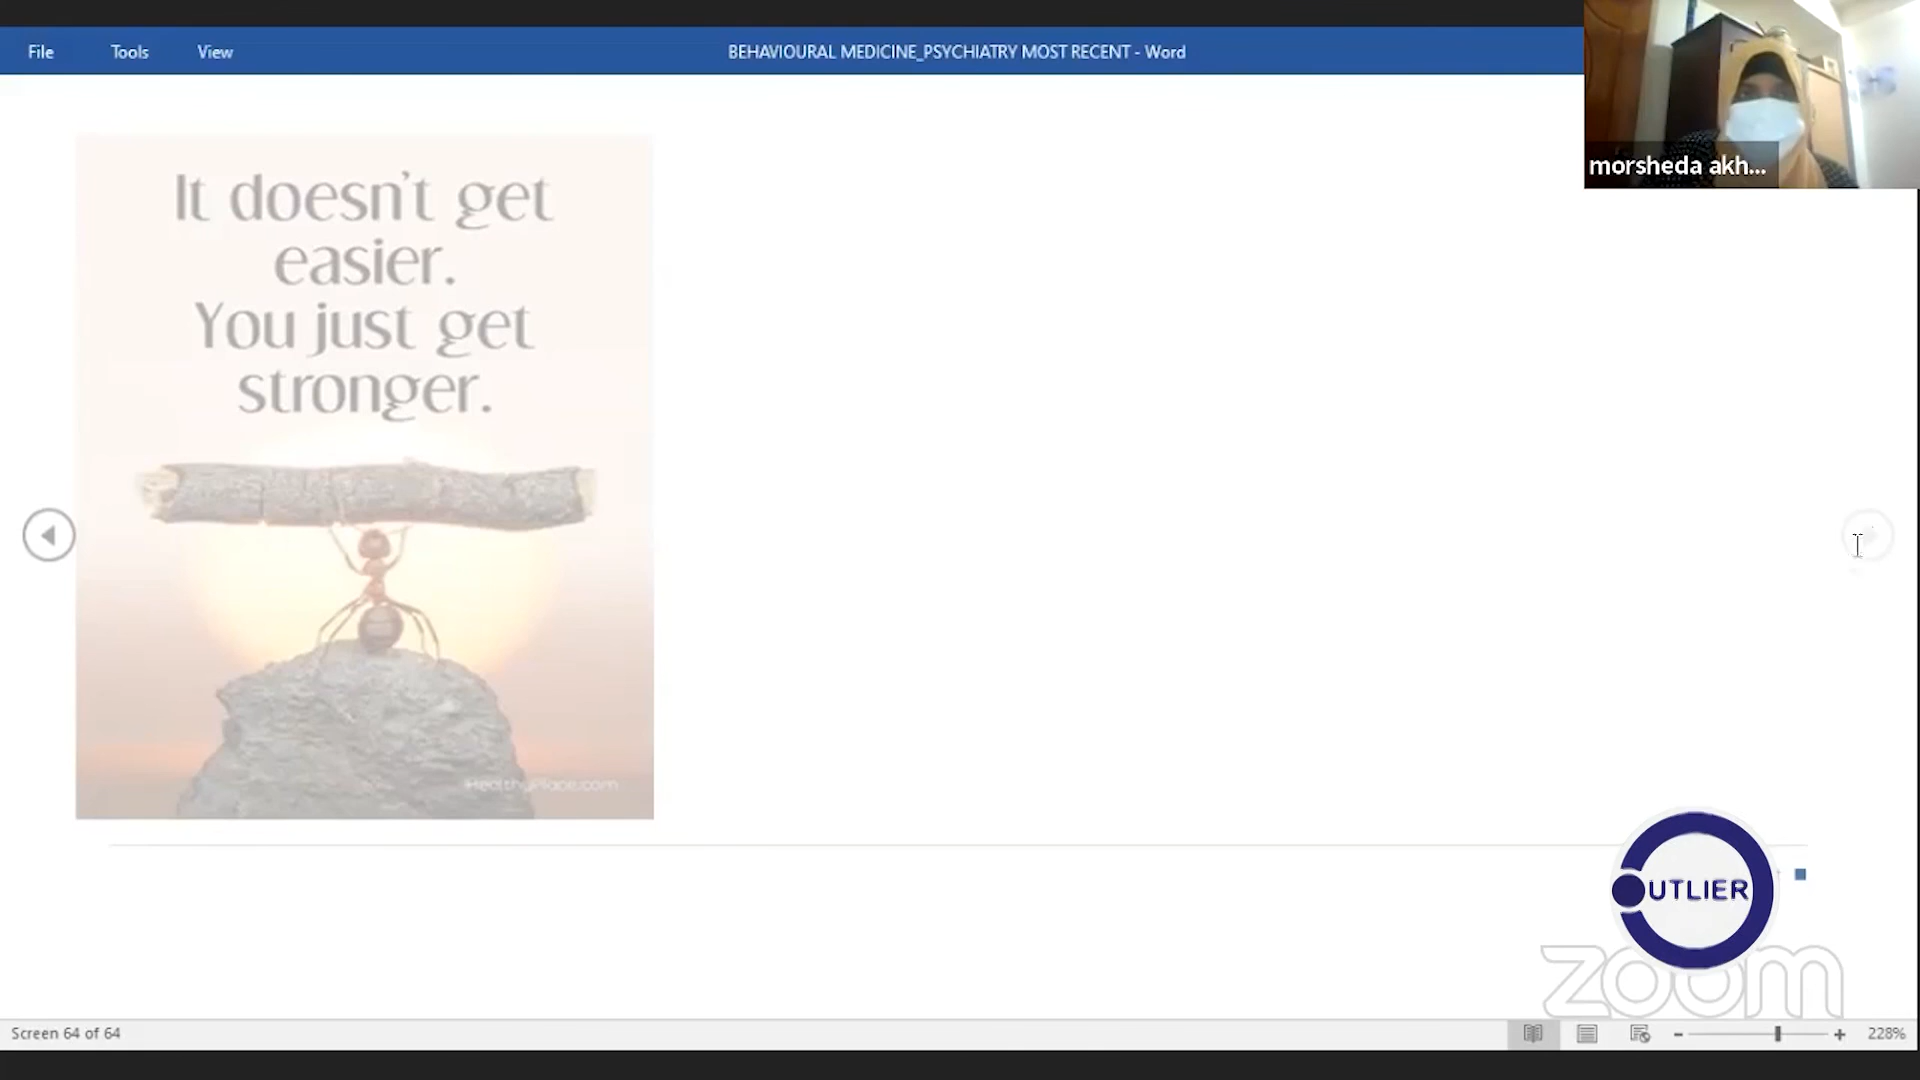 File Tools View BEHAVIOURAL MEDICINE_PSYCHIATRY MOST RECENT - Word
morsheda akh...
It doesn't get
easier.
You just get
stronger.
HealthyPlace.com
OUTLIER
zoom
Screen 64 of 64
228%